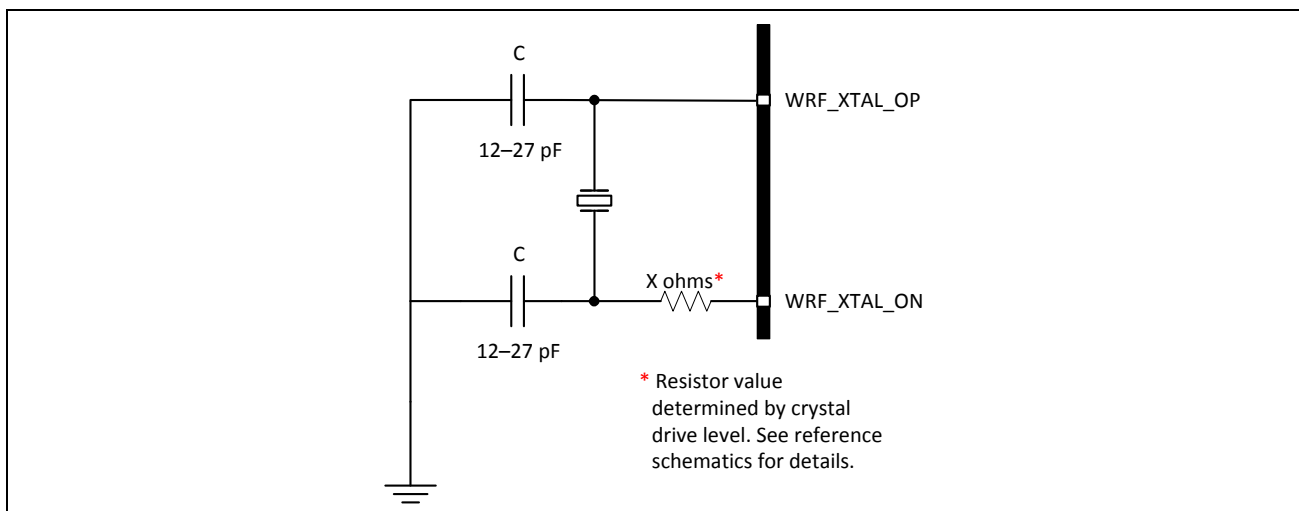 C
WRF_XTAL_OP
12–27 pF
C
X ohms*
WRF_XTAL_ON
12–27 pF
* Resistor value
determined by crystal
drive level. See reference
schematics for details.